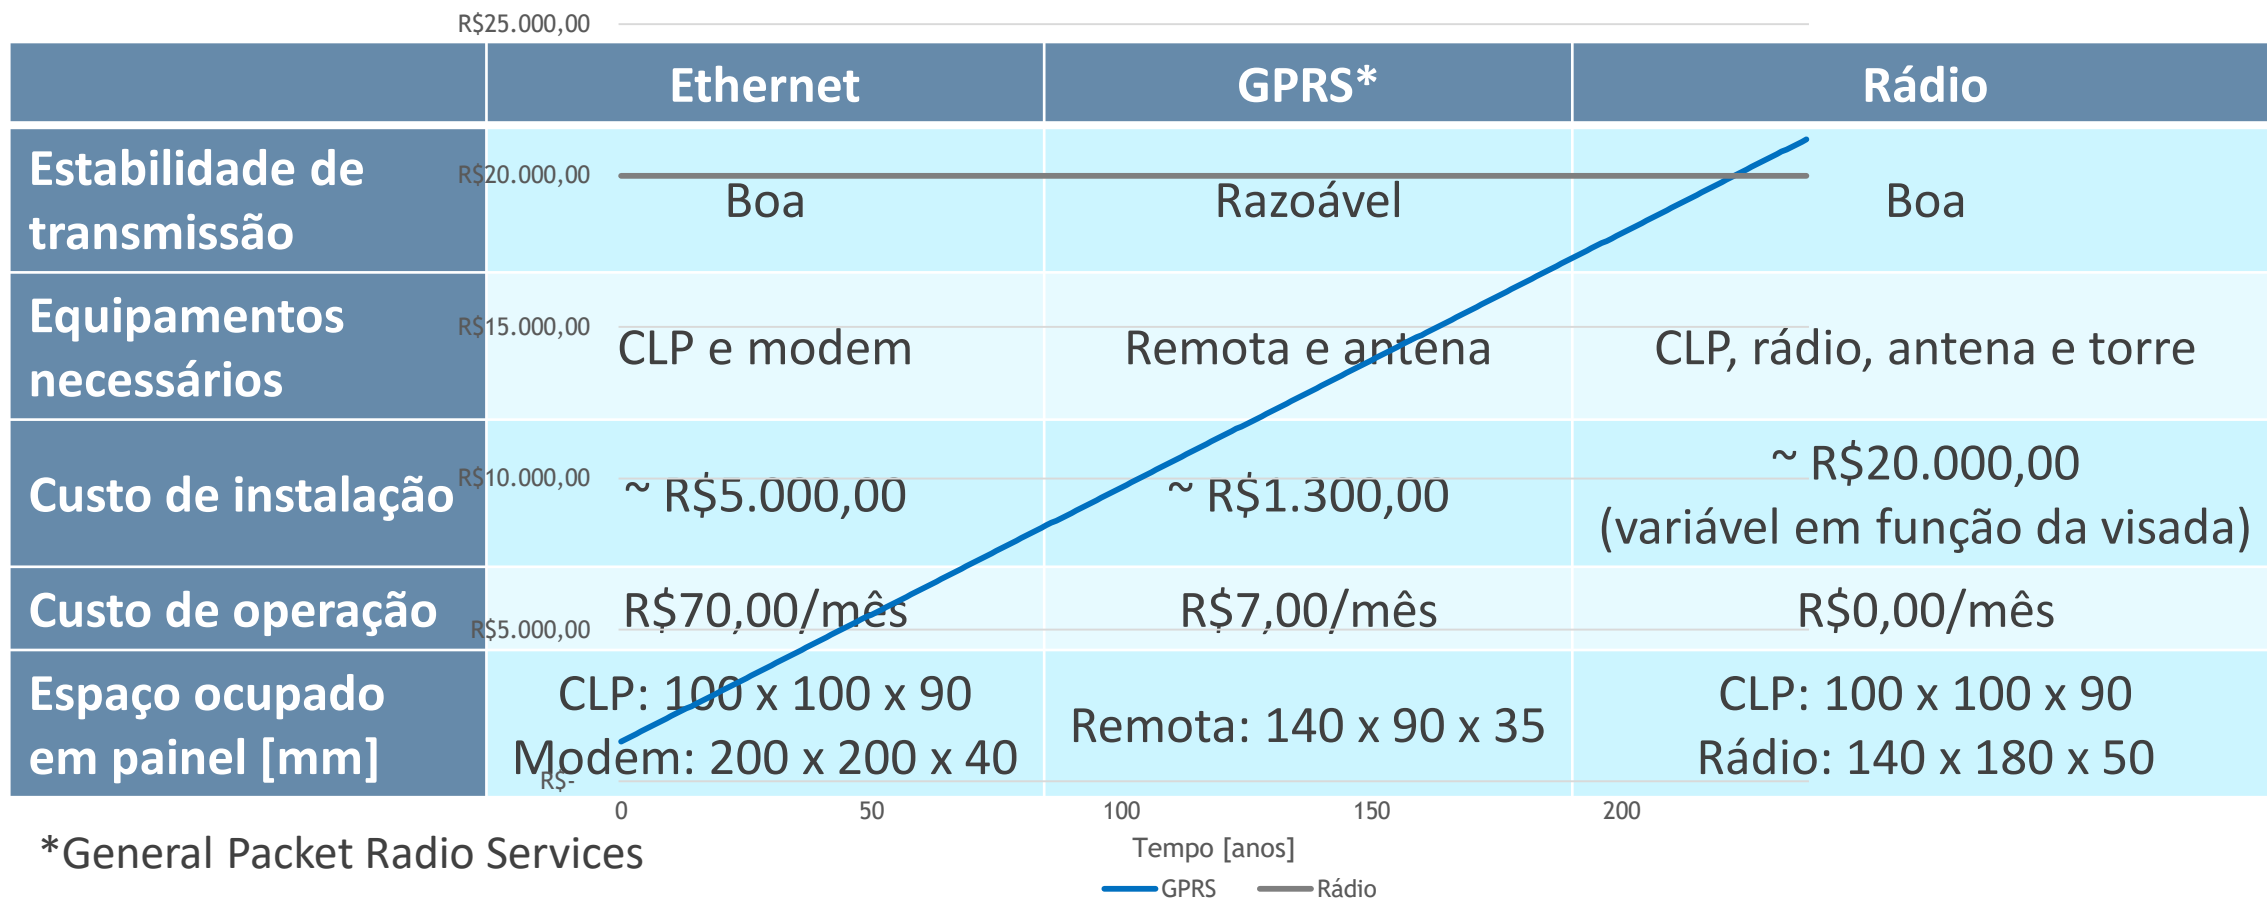 R$25.000,00
Ethernet GPRS* Rádio
Estabilidade de
transmissão
R$20.000,00
Boa Razoável Boa
Equipamentos
necessários
R$15.000,00
CLP e modem Remota e antena CLP, rádio, antena e torre
Custo de instalação
R$10.000,00
~ R$5.000,00 ~ R$1.300,00 ~ R$20.000,00
(variável em função da visada)
Custo de operação R$70,00/mês R$7,00/mês R$0,00/mês
R$5.000,00
Espaço ocupado
em painel [mm]
CLP: 100 x 100 x 90
Modem: 200 x 200 x 40
Remota: 140 x 90 x 35
CLP: 100 x 100 x 90
Rádio: 140 x 180 x 50
R$-
0 50 100 150 200
Tempo [anos]
*General Packet Radio Services
GPRS Rádio